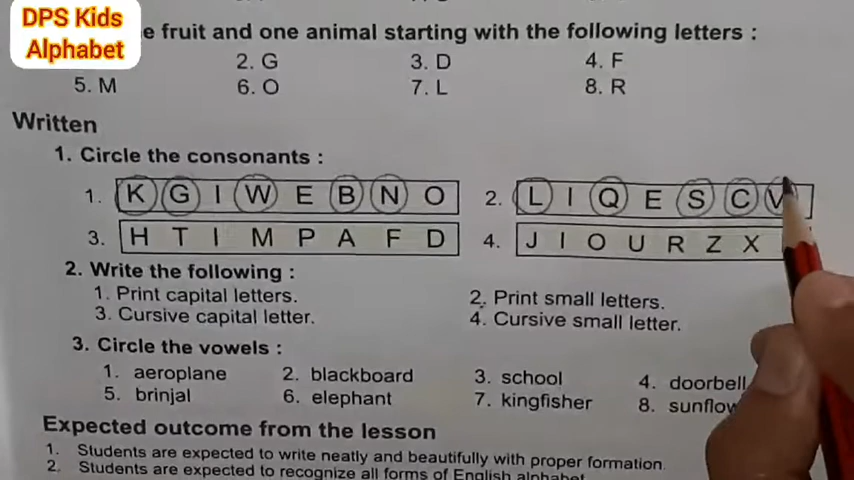 DPS Kids
Alphabet
fruit and one animal starting with the following letters :
2. G 3. D 4. F
5. M 6. O 7. L 8. R
Written
1. Circle the consonants :
1. K G I W E B N O 2. L I Q E S C V
3. H T I M P A F D 4. J I O U R Z X
2. Write the following :
1. Print capital letters. 2. Print small letters.
3. Cursive capital letter. 4. Cursive small letter.
3. Circle the vowels :
1. aeroplane 2. blackboard 3. school 4. doorbell
5. brinjal 6. elephant 7. kingfisher 8.
Expected outcome from the lesson
1. Students are expected to write neatly and beautifully with proper formation.
2. Students are expected to recognize all forms of English alphabet